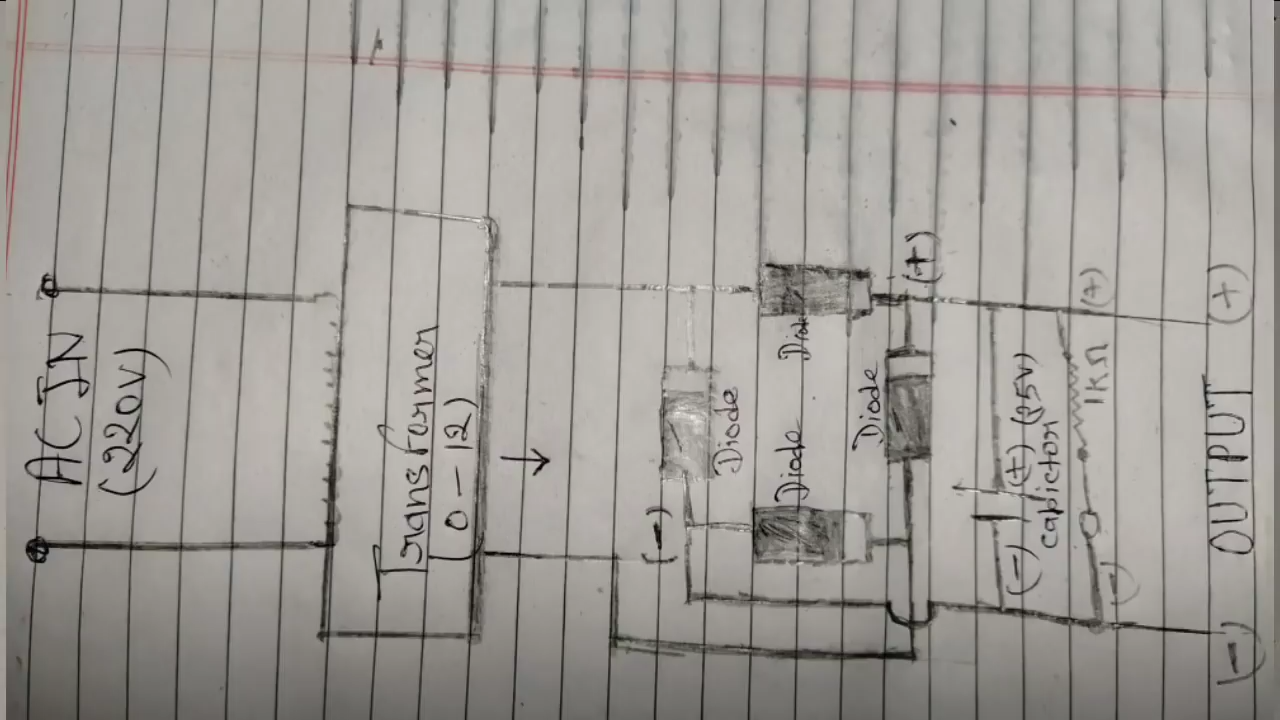 AC IN
(220V)
Transformer
(0-12)
(-)
Diode
Diode
Diode
Diode
(+)
(-) (+) (25V)
capictor
(+)
1kΩ
(-)
(+)
OUTPUT
(-)